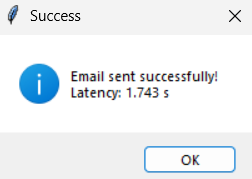 Success
Email sent successfully!
Latency: 1.743 s
OK